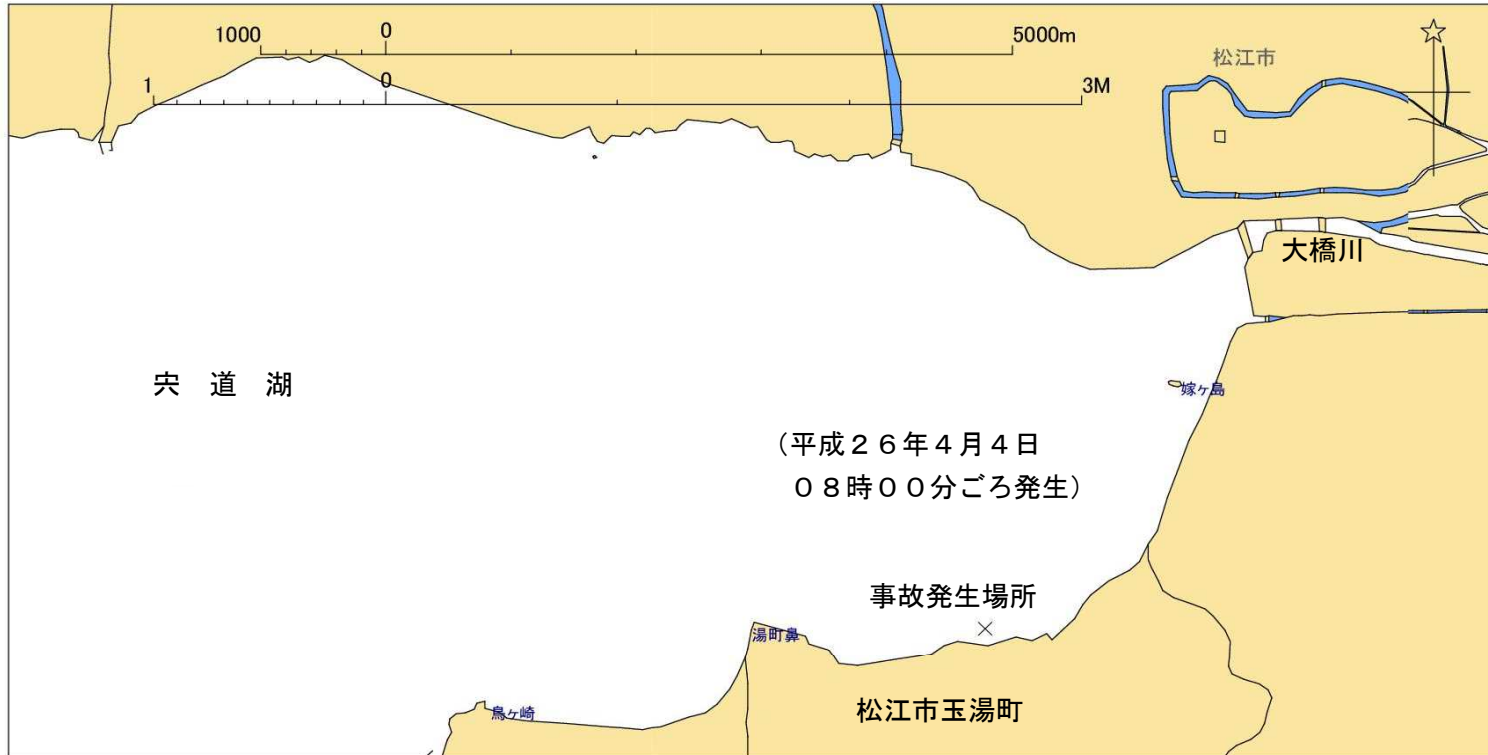 1000 0 5000m
1 0 3M
松江市
大橋川
宍 道 湖
嫁ヶ島
（平成２６年４月４日
０８時００分ごろ発生）
事故発生場所
湯町鼻
松江市玉湯町
鳥ヶ崎